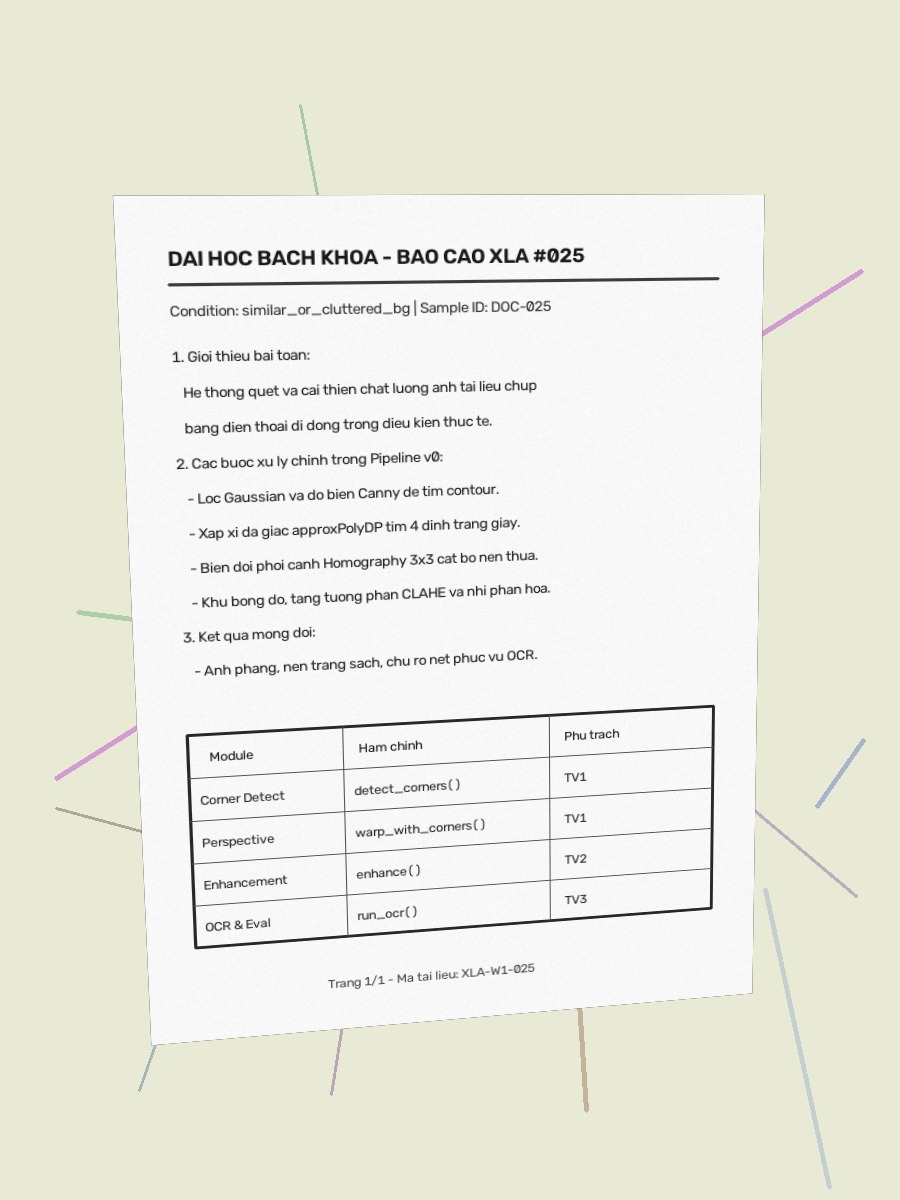 DAI HOC BACH KHOA - BAO CAO XLA #025
Condition: similar_or_cluttered_bg | Sample ID: DOC-025
1. Gioi thieu bai toan:
He thong quet va cai thien chat luong anh tai lieu chup
bang dien thoai di dong trong dieu kien thuc te.
2. Cac buoc xu ly chinh trong Pipeline v0:
- Loc Gaussian va do bien Canny de tim contour.
- Xap xi da giac approxPolyDP tim 4 dinh trang giay.
- Bien doi phoi canh Homography 3x3 cat bo nen thua.
- Khu bong do, tang tuong phan CLAHE va nhi phan hoa.
3. Ket qua mong doi:
- Anh phang, nen trang sach, chu ro net phuc vu OCR.
Module Ham chinh Phu trach
Corner Detect detect_corners() TV1
Perspective warp_with_corners() TV1
Enhancement enhance() TV2
OCR & Eval run_ocr() TV3
Trang 1/1 - Ma tai lieu: XLA-W1-025